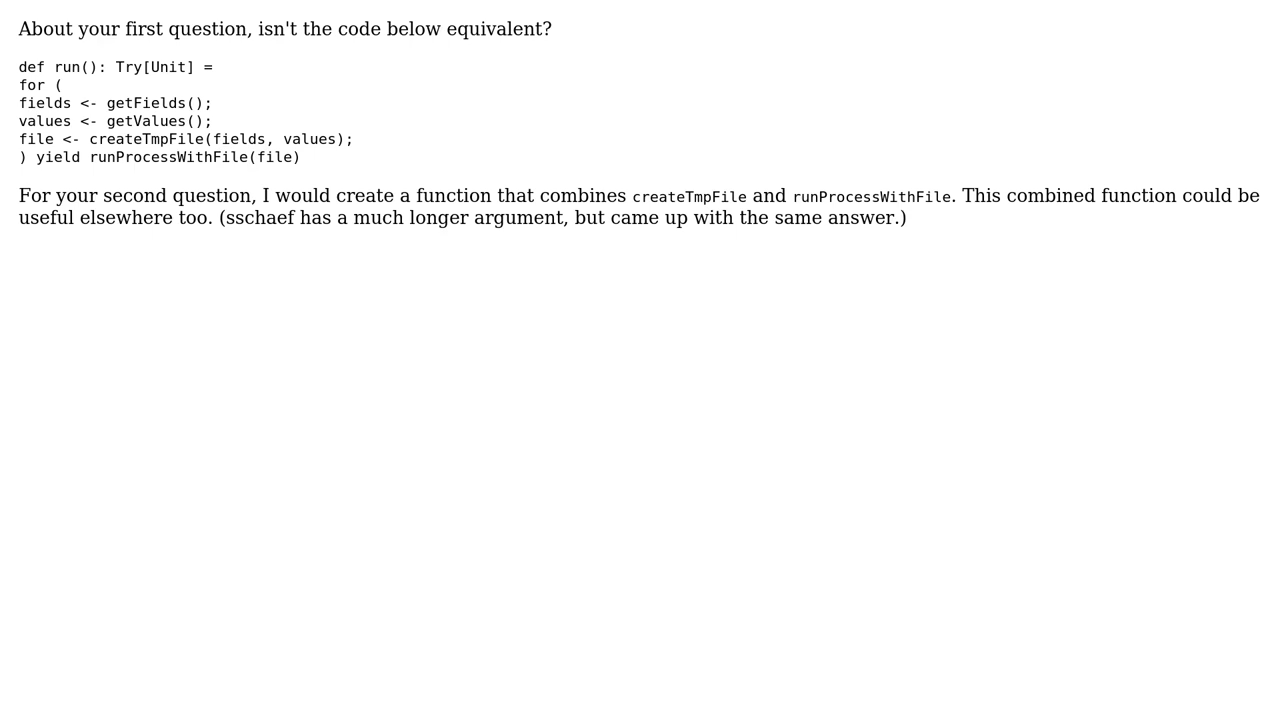 About your first question, isn't the code below equivalent?
def run(): Try[Unit] =
for (
fields <- getFields();
values <- getValues();
file <- createTmpFile(fields, values);
) yield runProcessWithFile(file)
For your second question, I would create a function that combines createTmpFile and runProcessWithFile. This combined function could be
useful elsewhere too. (sschaef has a much longer argument, but came up with the same answer.)